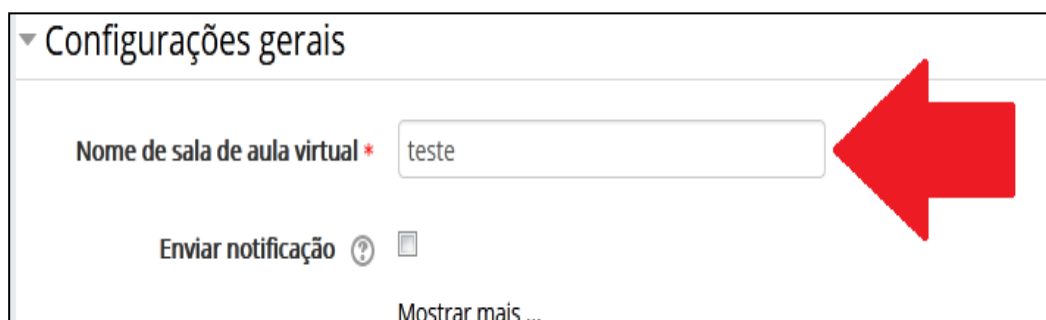 Configurações gerais
Nome de sala de aula virtual * teste
Enviar notificação ?
Mostrar mais ...